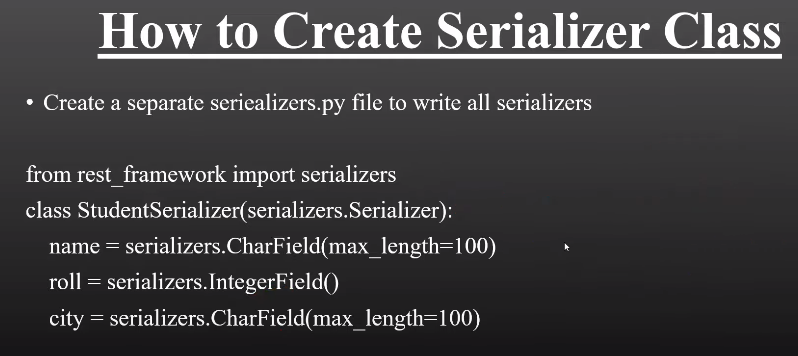 How to Create Serializer Class
• Create a separate seriealizers.py file to write all serializers
from rest_framework import serializers
class StudentSerializer(serializers.Serializer):
name = serializers.CharField(max_length=100)
roll = serializers.IntegerField()
city = serializers.CharField(max_length=100)